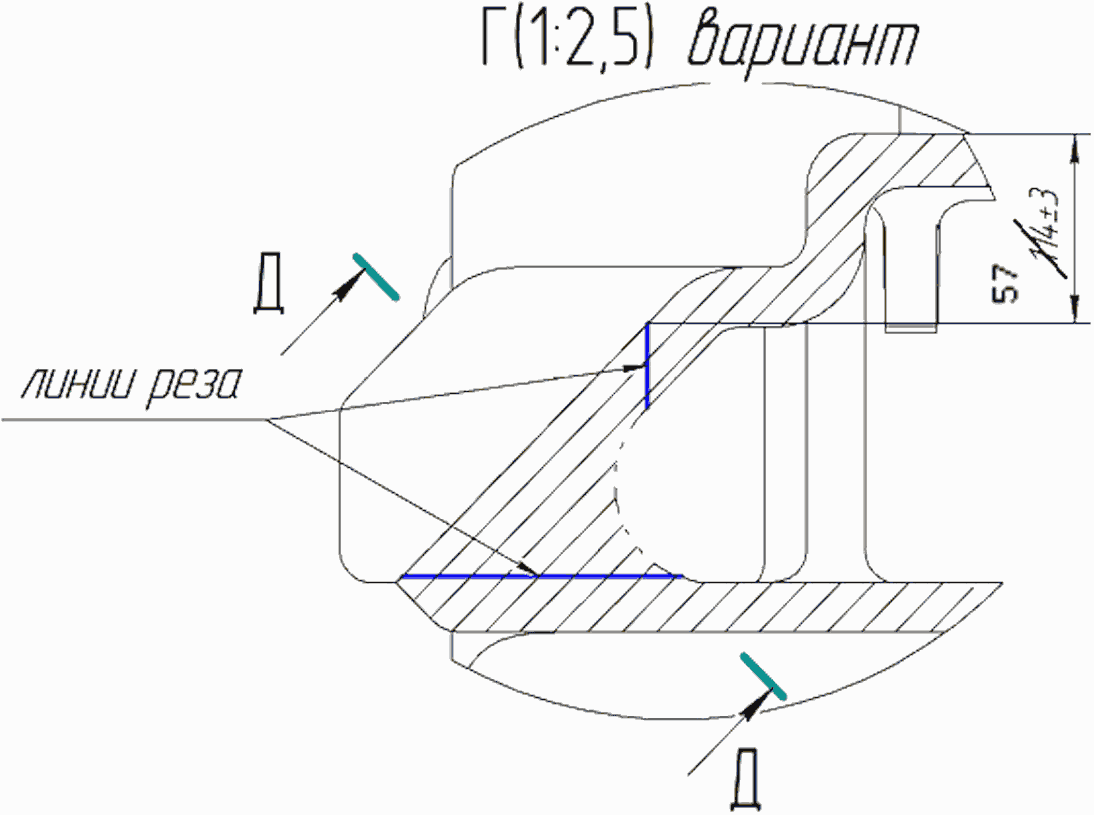 Г(1:2,5) вариант
114±3
57
Д
линии реза
Д